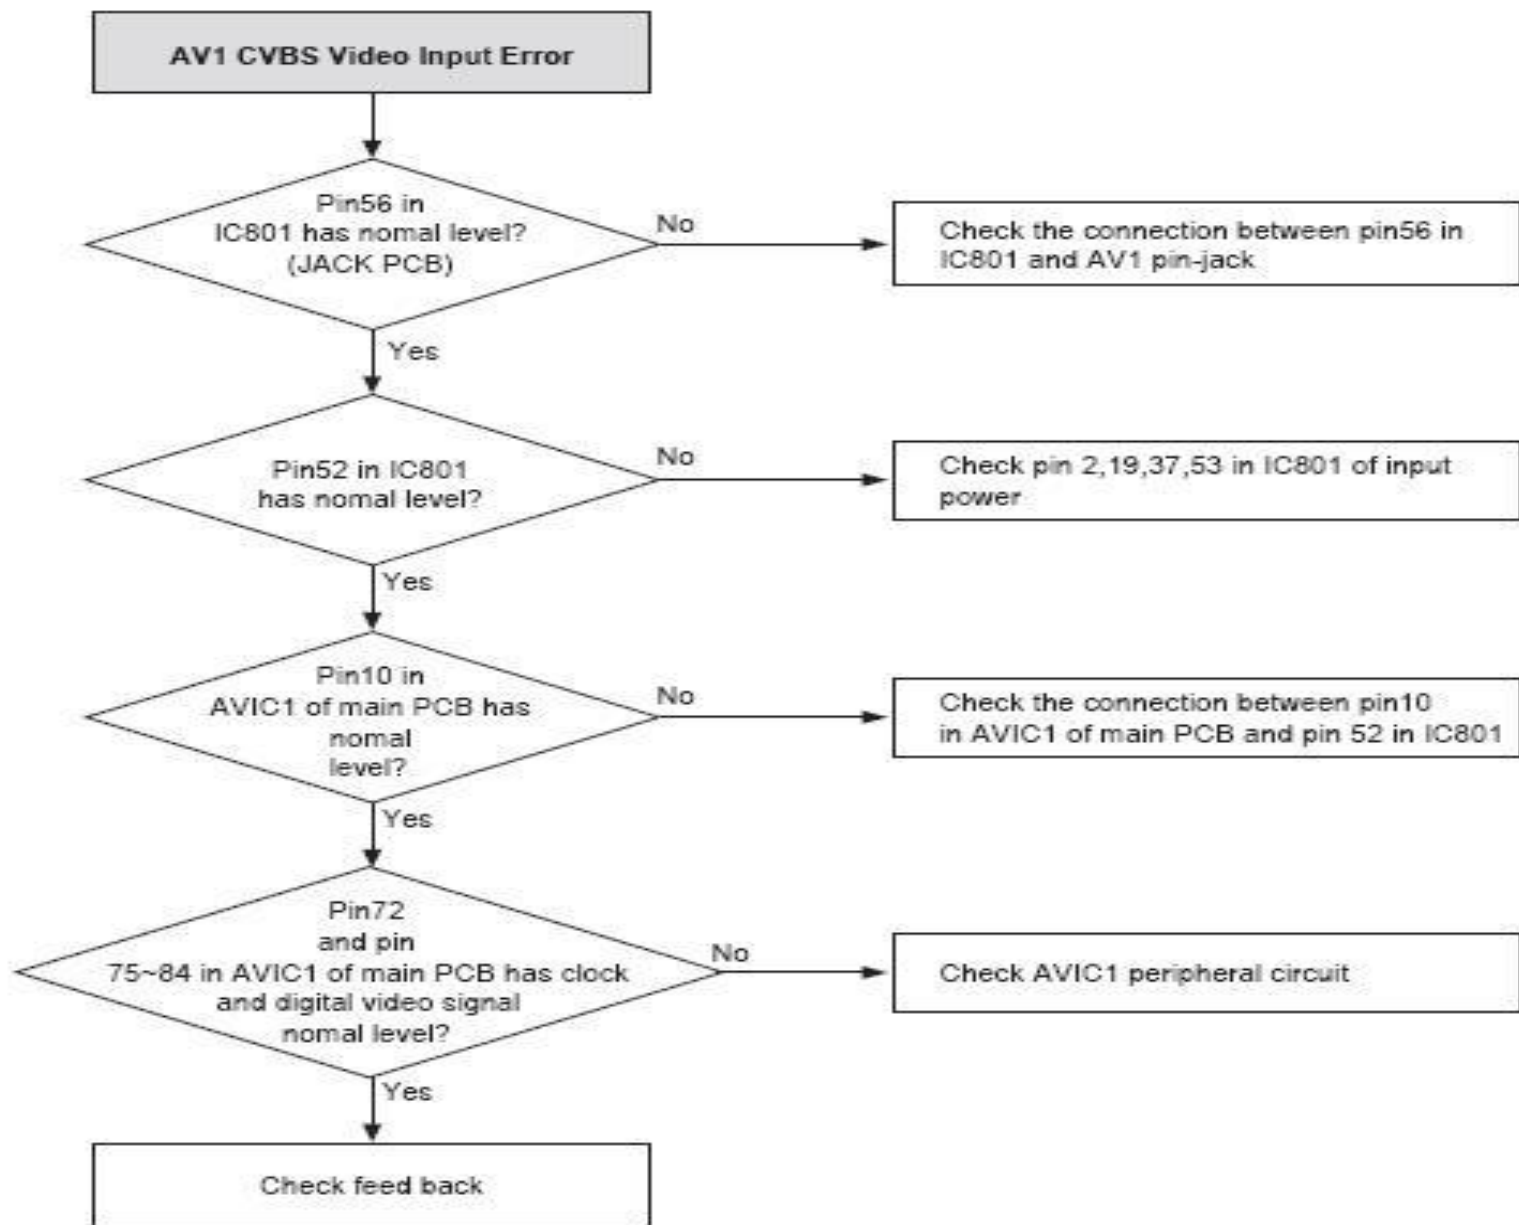 AV1 CVBS Video Input Error
Pin56 in
IC801 has nomal level?
(JACK PCB)
No
Check the connection between pin56 in
IC801 and AV1 pin-jack
Yes
Pin52 in IC801
has nomal level?
No
Check pin 2,19,37,53 in IC801 of input
power
Yes
Pin10 in
AVIC1 of main PCB has
nomal
level?
No
Check the connection between pin10
in AVIC1 of main PCB and pin 52 in IC801
Yes
Pin72
and pin
75~84 in AVIC1 of main PCB has clock
and digital video signal
nomal level?
No
Check AVIC1 peripheral circuit
Yes
Check feed back